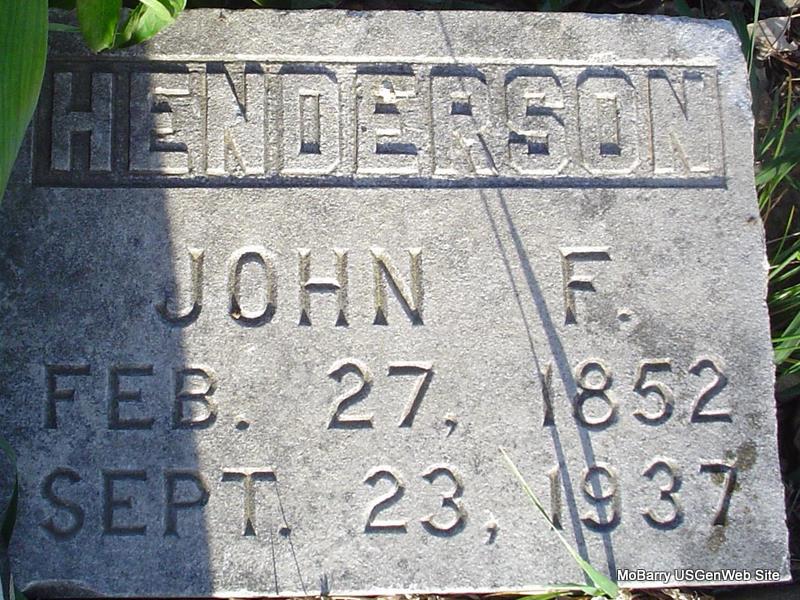 HENDERSON
JOHN F.
FEB. 27, 1852
SEPT. 23, 1937
MoBarry USGenWeb Site